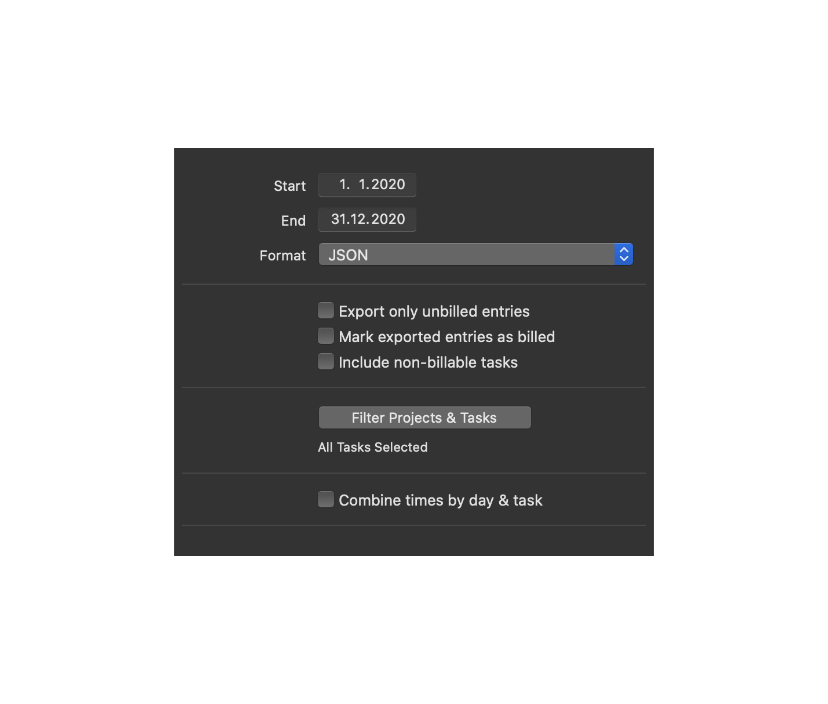 Start 1. 1.2020
End 31.12.2020
Format JSON
Export only unbilled entries
Mark exported entries as billed
Include non-billable tasks
Filter Projects & Tasks
All Tasks Selected
Combine times by day & task